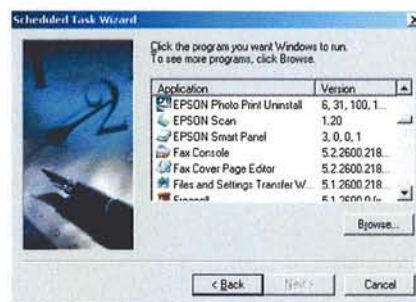 Scheduled Task Wizard
Click the program you want Windows to run.
To see more programs, click Browse.
Application Version
EPSON Photo Print Uninstall 6, 31, 100, 1...
EPSON Scan 1.20
EPSON Smart Panel 3, 0, 0, 1
Fax Console 5.2.2600.218...
Fax Cover Page Editor 5.2.2600.218...
Files and Settings Transfer W... 5.1.2600.218...
Freecell
Browse...
< Back Next > Cancel